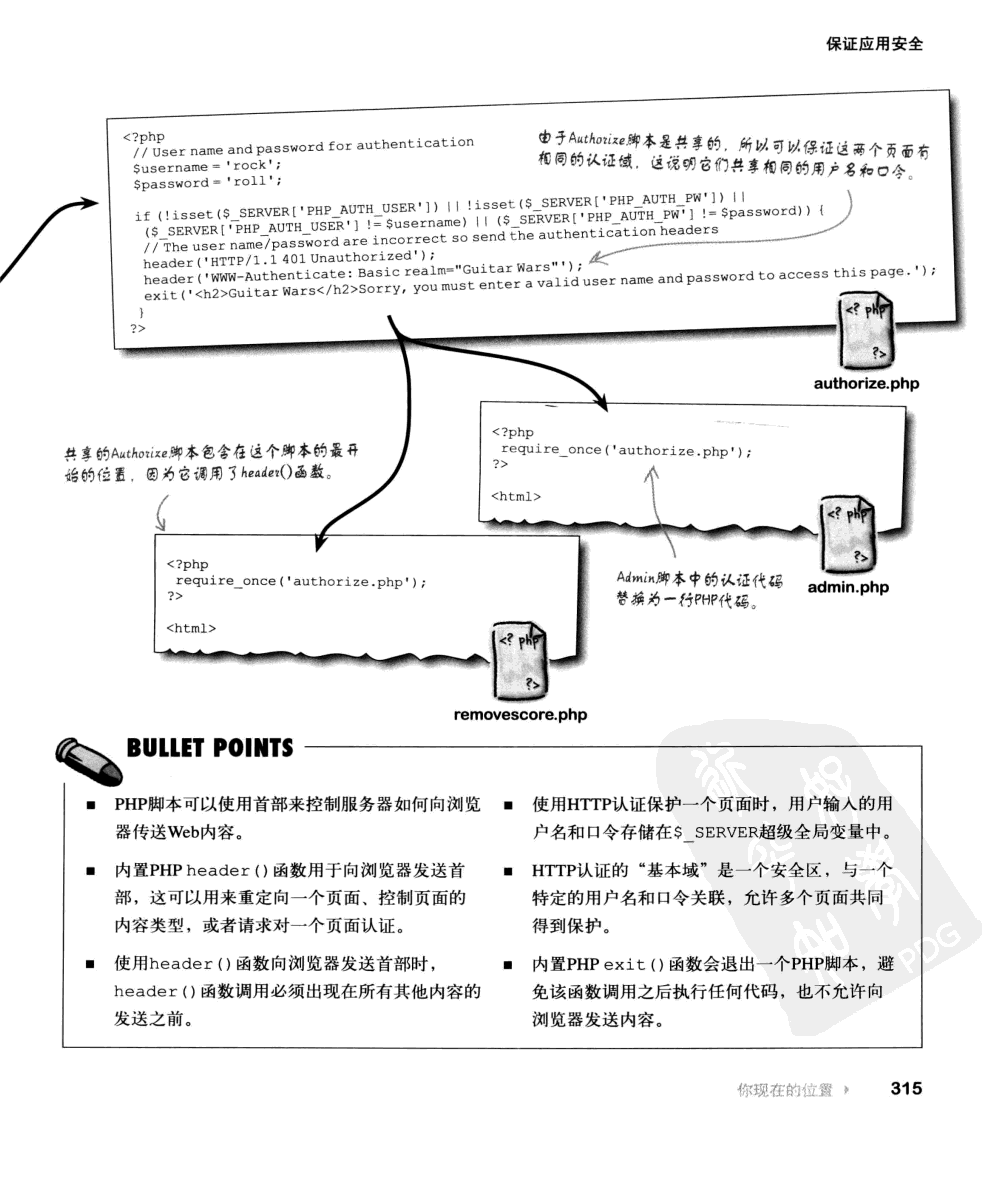 保证应用安全
<?php
// User name and password for authentication
$username = 'rock';
$password = 'roll';
if (!isset($_SERVER['PHP_AUTH_USER']) || !isset($_SERVER['PHP_AUTH_PW']) ||
($_SERVER['PHP_AUTH_USER'] != $username) || ($_SERVER['PHP_AUTH_PW'] != $password)) {
// The user name/password are incorrect so send the authentication headers
header('HTTP/1.1 401 Unauthorized');
header('WWW-Authenticate: Basic realm="Guitar Wars"');
exit('<h2>Guitar Wars</h2>Sorry, you must enter a valid user name and password to access this page.');
}
?>
由于Authorize脚本是共享的，所以可以保证这两个页面有
相同的认证域，这说明它们共享相同的用户名和口令。
<? php
?>
authorize.php
<?php
require_once('authorize.php');
?>
<html>
<? php
?>
admin.php
共享的Authorize脚本包含在这个脚本的最开
始的位置，因为它调用了header()函数。
Admin脚本中的认证代码
替换为一行PHP代码。
<?php
require_once('authorize.php');
?>
<html>
<? php
?>
removescore.php
BULLET POINTS
■ PHP脚本可以使用首部来控制服务器如何向浏览
器传送Web内容。
■ 内置PHP header()函数用于向浏览器发送首
部，这可以用来重定向一个页面、控制页面的
内容类型，或者请求对一个页面认证。
■ 使用header()函数向浏览器发送首部时，
header()函数调用必须出现在所有其他内容的
发送之前。
■ 使用HTTP认证保护一个页面时，用户输入的用
户名和口令存储在$_SERVER超级全局变量中。
■ HTTP认证的“基本域”是一个安全区，与一个
特定的用户名和口令关联，允许多个页面共同
得到保护。
■ 内置PHP exit()函数会退出一个PHP脚本，避
免该函数调用之后执行任何代码，也不允许向
浏览器发送内容。
PDG
你现在的位置 315